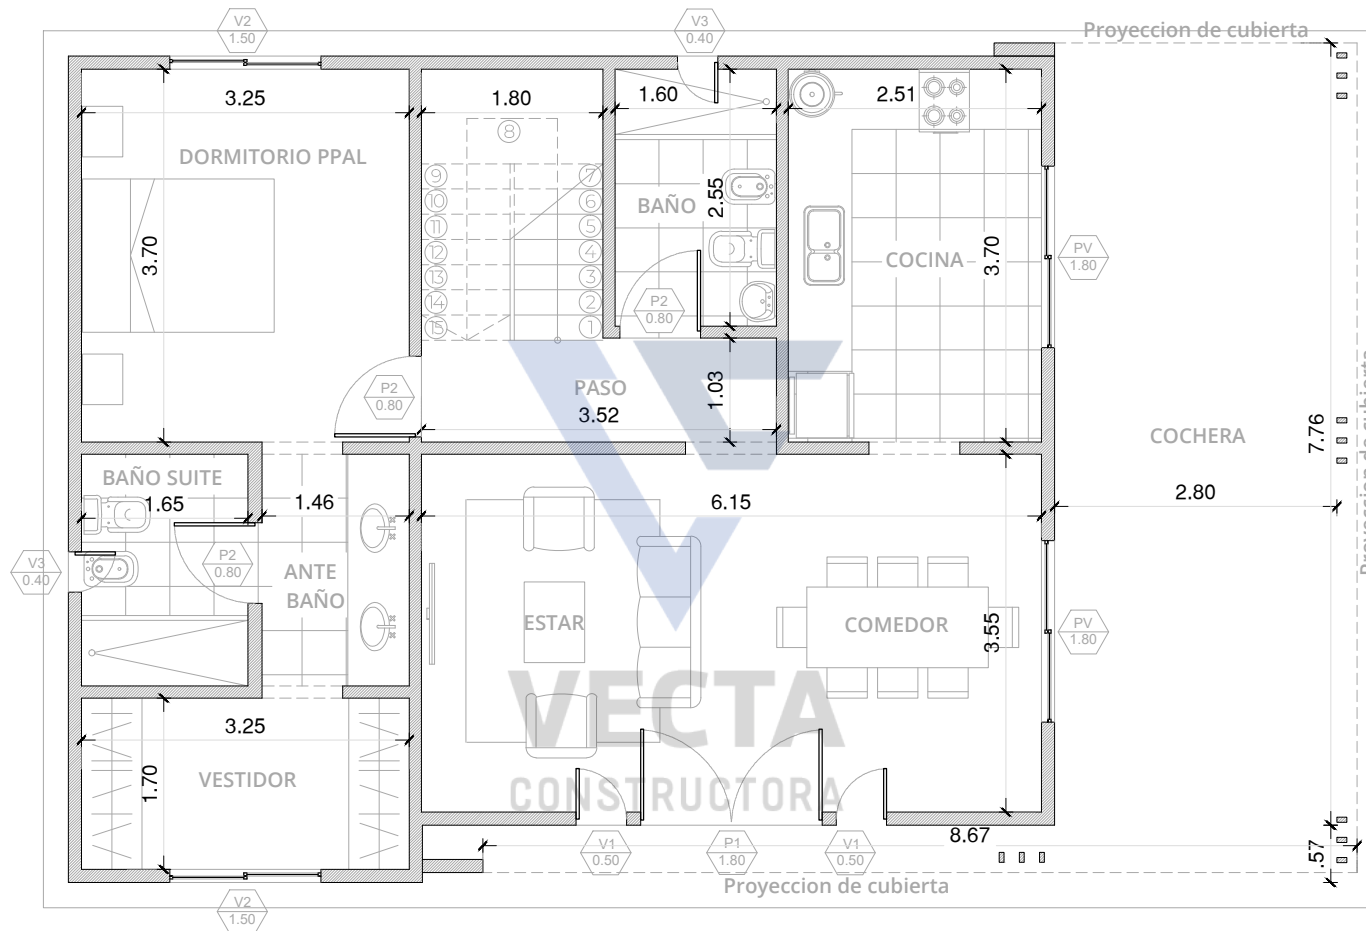 V2
1.50
V3
0.40
Proyeccion de cubierta
3.25
1.80
1.60
2.51
DORMITORIO PPAL
8
9
10
11
12
13
14
15
7
6
5
4
3
2
1
BAÑO
2.55
3.70
COCINA
3.70
PV
1.80
P2
0.80
P2
0.80
PASO
3.52
1.03
COCHERA
7.76
2.80
Proyeccion de cubierta
BAÑO SUITE
1.65
1.46
6.15
V3
0.40
P2
0.80
ANTE
BAÑO
ESTAR
COMEDOR
3.55
PV
1.80
VECTA
CONSTRUCTORA
3.25
1.70
VESTIDOR
V1
0.50
P1
1.80
V1
0.50
8.67
.57
Proyeccion de cubierta
V2
1.50